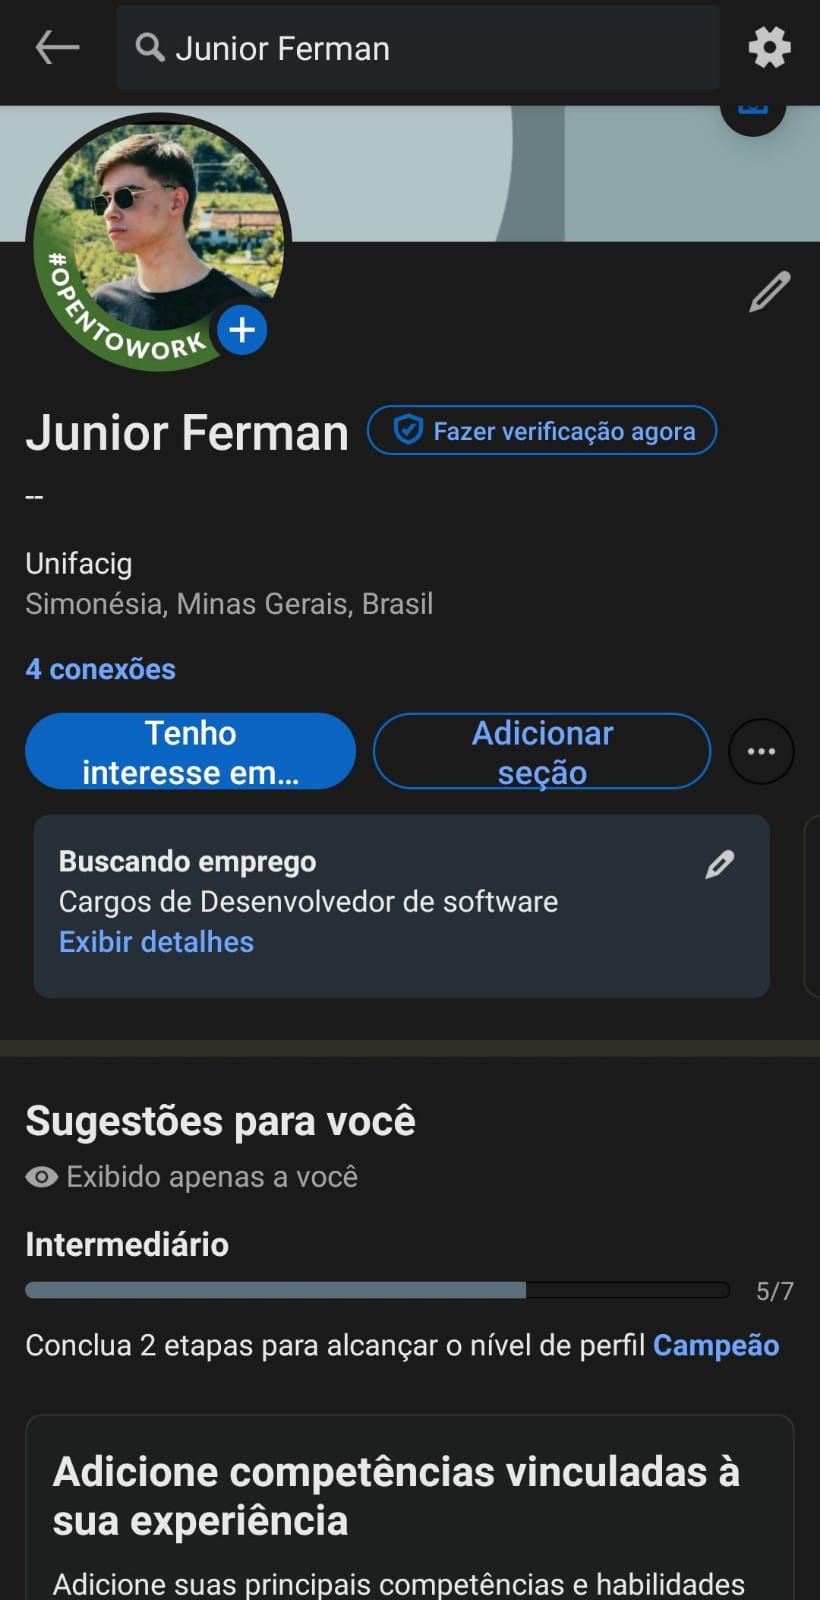 Junior Ferman
#OPENTOWORK
Junior Ferman
Fazer verificação agora
--
Unifacig
Simonésia, Minas Gerais, Brasil
4 conexões
Tenho
interesse em...
Adicionar
seção
Buscando emprego
Cargos de Desenvolvedor de software
Exibir detalhes
Sugestões para você
Exibido apenas a você
Intermediário
5/7
Conclua 2 etapas para alcançar o nível de perfil Campeão
Adicione competências vinculadas à
sua experiência
Adicione suas principais competências e habilidades